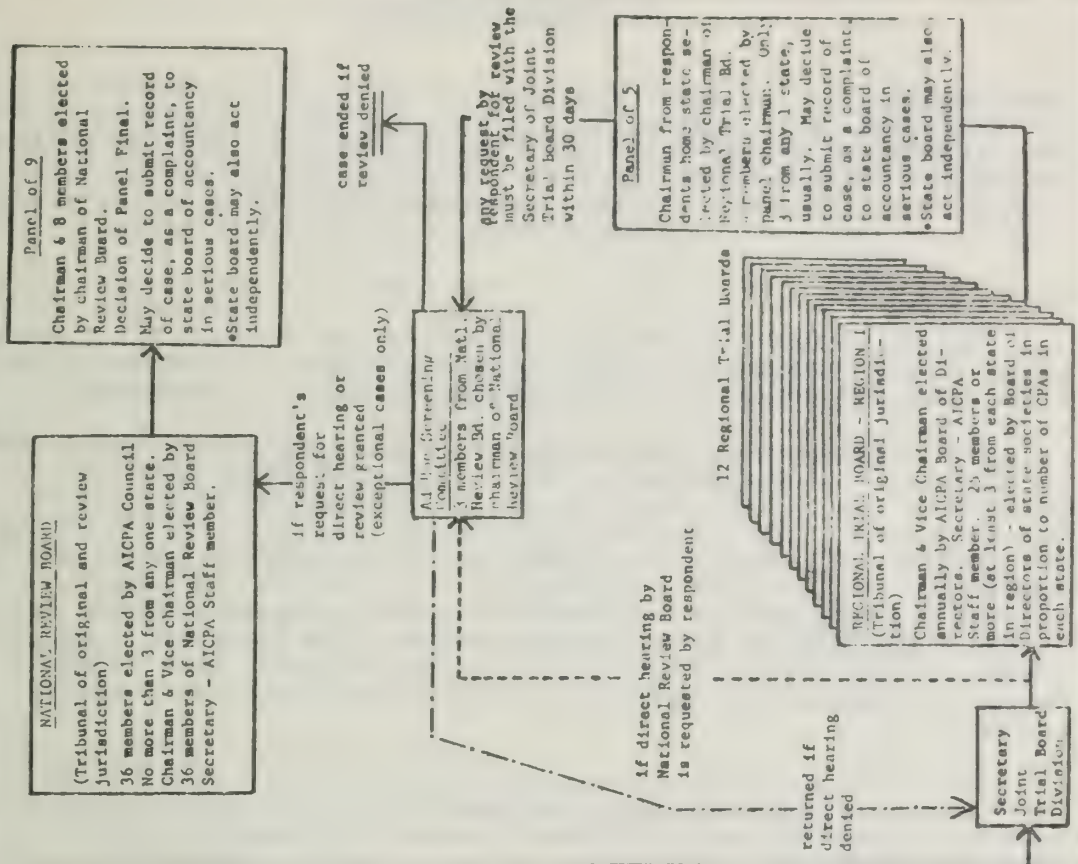 NATIONAL REVIEW BOARD
(Tribunal of original and review
jurisdiction)
36 members elected by AICPA Council
No more than 3 from any one state.
Chairman & Vice chairman elected by
36 members of National Review Board
Secretary - AICPA Staff member.
Panel of 9
Chairman & 8 members elected
by chairman of National
Review Board.
Decision of Panel Final.
May decide to submit record
of case, as a complaint, to
state board of accountancy
in serious cases.
•State board may also act
independently.
if respondent's
request for
direct hearing or
review granted
(exceptional cases only)
case ended if
review denied
Ad Hoc Screening
Committee
3 members from Natl.
Review Bd. chosen by
chairman of National
Review Board
any request by
respondent for review
must be filed with the
Secretary of Joint
Trial board Division
within 30 days
if direct hearing by
National Review Board
is requested by respondent
returned if
direct hearing
denied
Secretary
Joint
Trial Board
Division
12 Regional Trial Boards
REGIONAL TRIAL BOARD - REGION I
(Tribunal of original jurisdic-
tion)
Chairman & Vice Chairman elected
annually by AICPA Board of Di-
rectors. Secretary - AICPA
Staff member. 25 members or
more (at least 3 from each state
in region) - elected by Board of
Directors of state societies in
proportion to number of CPAs in
each state.
Panel of 5
Chairman from respon-
dents home state se-
lected by chairman of
Regional Trial Bd.
members elected by
panel chairman. Only
3 from any 1 state,
usually. May decide
to submit record of
case, as a complaint,
to state board of
accountancy in
serious cases.
•State board may also
act independently.